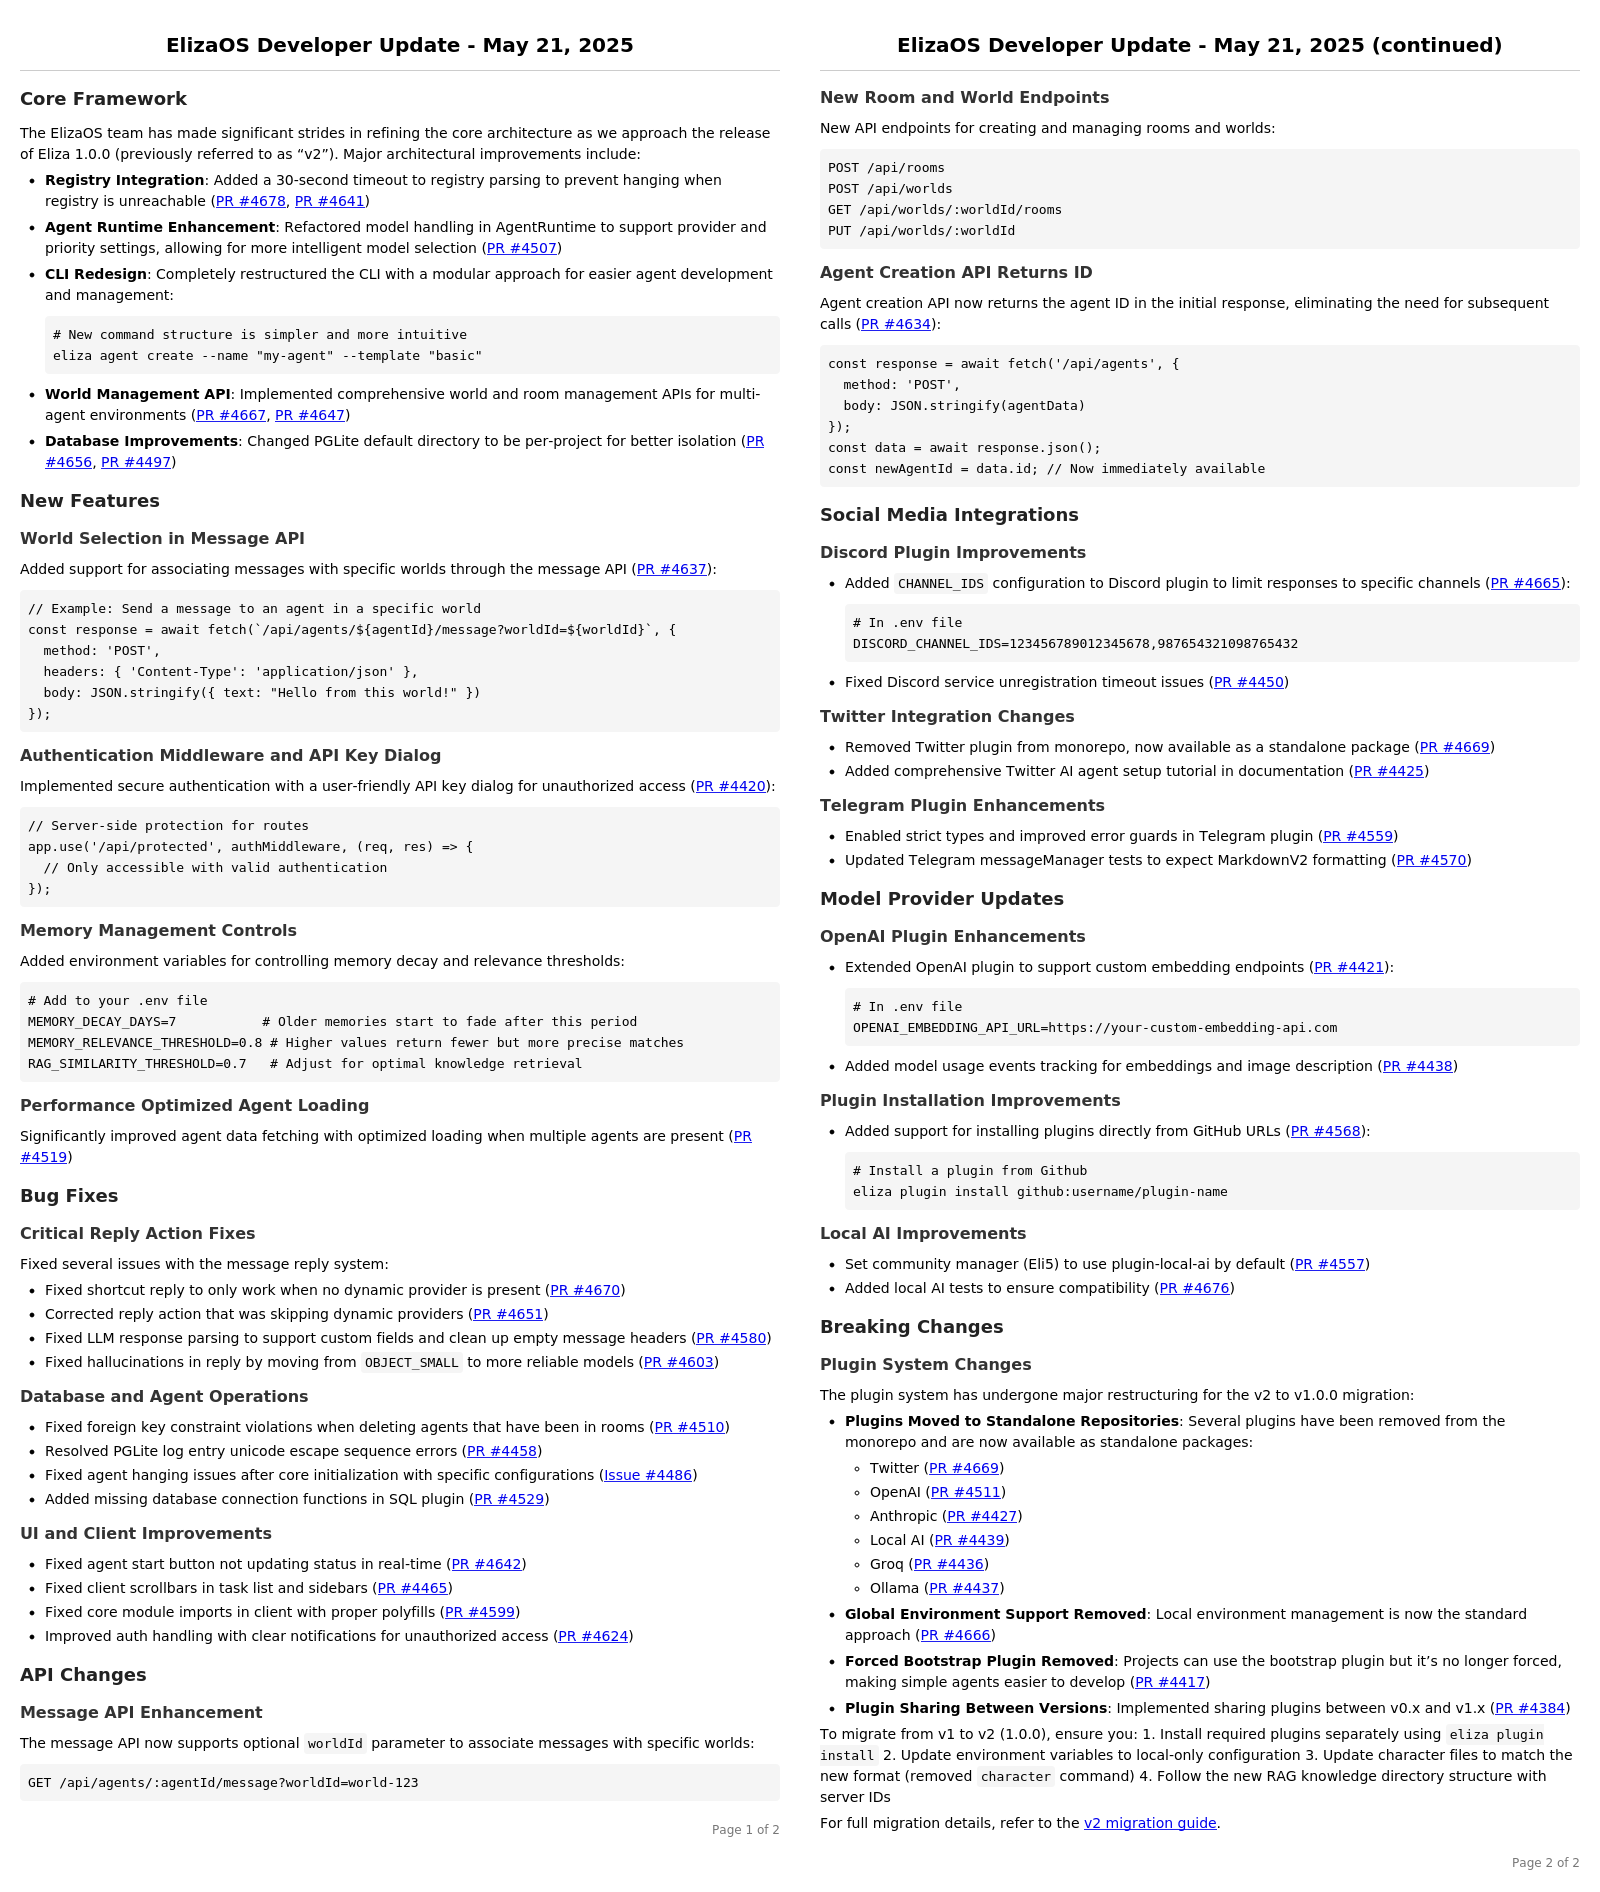 ElizaOS Developer Update - May 21, 2025
Core Framework
The ElizaOS team has made significant strides in refining the core architecture as we approach the release
of Eliza 1.0.0 (previously referred to as “v2”). Major architectural improvements include:
• Registry Integration: Added a 30-second timeout to registry parsing to prevent hanging when
registry is unreachable (PR #4678, PR #4641)
• Agent Runtime Enhancement: Refactored model handling in AgentRuntime to support provider and
priority settings, allowing for more intelligent model selection (PR #4507)
• CLI Redesign: Completely restructured the CLI with a modular approach for easier agent development
and management:
# New command structure is simpler and more intuitive
eliza agent create --name "my-agent" --template "basic"
• World Management API: Implemented comprehensive world and room management APIs for multi-
agent environments (PR #4667, PR #4647)
• Database Improvements: Changed PGLite default directory to be per-project for better isolation (PR
#4656, PR #4497)
New Features
World Selection in Message API
Added support for associating messages with specific worlds through the message API (PR #4637):
// Example: Send a message to an agent in a specific world
const response = await fetch(`/api/agents/${agentId}/message?worldId=${worldId}`, {
  method: 'POST',
  headers: { 'Content-Type': 'application/json' },
  body: JSON.stringify({ text: "Hello from this world!" })
});
Authentication Middleware and API Key Dialog
Implemented secure authentication with a user-friendly API key dialog for unauthorized access (PR #4420):
// Server-side protection for routes
app.use('/api/protected', authMiddleware, (req, res) => {
  // Only accessible with valid authentication
});
Memory Management Controls
Added environment variables for controlling memory decay and relevance thresholds:
# Add to your .env file
MEMORY_DECAY_DAYS=7           # Older memories start to fade after this period
MEMORY_RELEVANCE_THRESHOLD=0.8 # Higher values return fewer but more precise matches
RAG_SIMILARITY_THRESHOLD=0.7   # Adjust for optimal knowledge retrieval
Performance Optimized Agent Loading
Significantly improved agent data fetching with optimized loading when multiple agents are present (PR
#4519)
Bug Fixes
Critical Reply Action Fixes
Fixed several issues with the message reply system:
• Fixed shortcut reply to only work when no dynamic provider is present (PR #4670)
• Corrected reply action that was skipping dynamic providers (PR #4651)
• Fixed LLM response parsing to support custom fields and clean up empty message headers (PR #4580)
• Fixed hallucinations in reply by moving from OBJECT_SMALL to more reliable models (PR #4603)
Database and Agent Operations
• Fixed foreign key constraint violations when deleting agents that have been in rooms (PR #4510)
• Resolved PGLite log entry unicode escape sequence errors (PR #4458)
• Fixed agent hanging issues after core initialization with specific configurations (Issue #4486)
• Added missing database connection functions in SQL plugin (PR #4529)
UI and Client Improvements
• Fixed agent start button not updating status in real-time (PR #4642)
• Fixed client scrollbars in task list and sidebars (PR #4465)
• Fixed core module imports in client with proper polyfills (PR #4599)
• Improved auth handling with clear notifications for unauthorized access (PR #4624)
API Changes
Message API Enhancement
The message API now supports optional worldId parameter to associate messages with specific worlds:
GET /api/agents/:agentId/message?worldId=world-123
Page 1 of 2
ElizaOS Developer Update - May 21, 2025 (continued)
New Room and World Endpoints
New API endpoints for creating and managing rooms and worlds:
POST /api/rooms
POST /api/worlds
GET /api/worlds/:worldId/rooms
PUT /api/worlds/:worldId
Agent Creation API Returns ID
Agent creation API now returns the agent ID in the initial response, eliminating the need for subsequent
calls (PR #4634):
const response = await fetch('/api/agents', {
  method: 'POST',
  body: JSON.stringify(agentData)
});
const data = await response.json();
const newAgentId = data.id; // Now immediately available
Social Media Integrations
Discord Plugin Improvements
• Added CHANNEL_IDS configuration to Discord plugin to limit responses to specific channels (PR #4665):
# In .env file
DISCORD_CHANNEL_IDS=123456789012345678,987654321098765432
• Fixed Discord service unregistration timeout issues (PR #4450)
Twitter Integration Changes
• Removed Twitter plugin from monorepo, now available as a standalone package (PR #4669)
• Added comprehensive Twitter AI agent setup tutorial in documentation (PR #4425)
Telegram Plugin Enhancements
• Enabled strict types and improved error guards in Telegram plugin (PR #4559)
• Updated Telegram messageManager tests to expect MarkdownV2 formatting (PR #4570)
Model Provider Updates
OpenAI Plugin Enhancements
• Extended OpenAI plugin to support custom embedding endpoints (PR #4421):
# In .env file
OPENAI_EMBEDDING_API_URL=https://your-custom-embedding-api.com
• Added model usage events tracking for embeddings and image description (PR #4438)
Plugin Installation Improvements
• Added support for installing plugins directly from GitHub URLs (PR #4568):
# Install a plugin from Github
eliza plugin install github:username/plugin-name
Local AI Improvements
• Set community manager (Eli5) to use plugin-local-ai by default (PR #4557)
• Added local AI tests to ensure compatibility (PR #4676)
Breaking Changes
Plugin System Changes
The plugin system has undergone major restructuring for the v2 to v1.0.0 migration:
• Plugins Moved to Standalone Repositories: Several plugins have been removed from the
monorepo and are now available as standalone packages:
◦ Twitter (PR #4669)
◦ OpenAI (PR #4511)
◦ Anthropic (PR #4427)
◦ Local AI (PR #4439)
◦ Groq (PR #4436)
◦ Ollama (PR #4437)
• Global Environment Support Removed: Local environment management is now the standard
approach (PR #4666)
• Forced Bootstrap Plugin Removed: Projects can use the bootstrap plugin but it’s no longer forced,
making simple agents easier to develop (PR #4417)
• Plugin Sharing Between Versions: Implemented sharing plugins between v0.x and v1.x (PR #4384)
To migrate from v1 to v2 (1.0.0), ensure you: 1. Install required plugins separately using eliza plugin
install 2. Update environment variables to local-only configuration 3. Update character files to match the
new format (removed character command) 4. Follow the new RAG knowledge directory structure with
server IDs
For full migration details, refer to the v2 migration guide.
Page 2 of 2